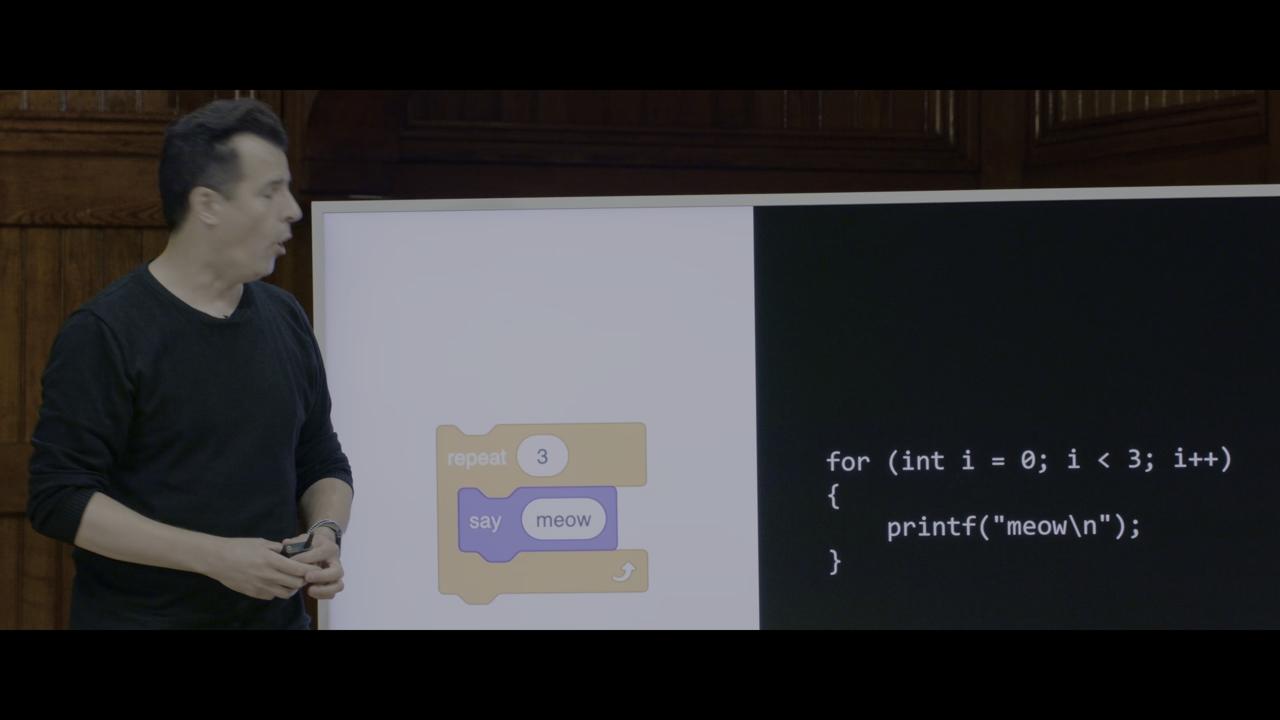 repeat 3
say meow
for (int i = 0; i < 3; i++)
{
    printf("meow\n");
}